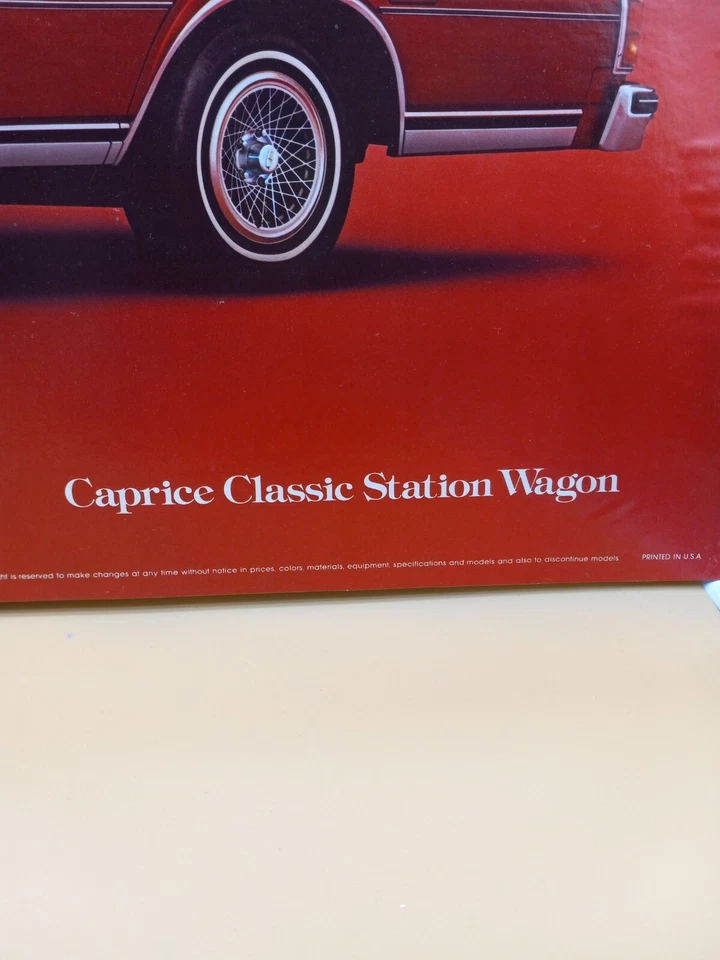 Caprice Classic Station Wagon
ht is reserved to make changes at any time without notice in prices, colors, materials, equipment, specifications and models and also to discontinue models. PRINTED IN U.S.A.